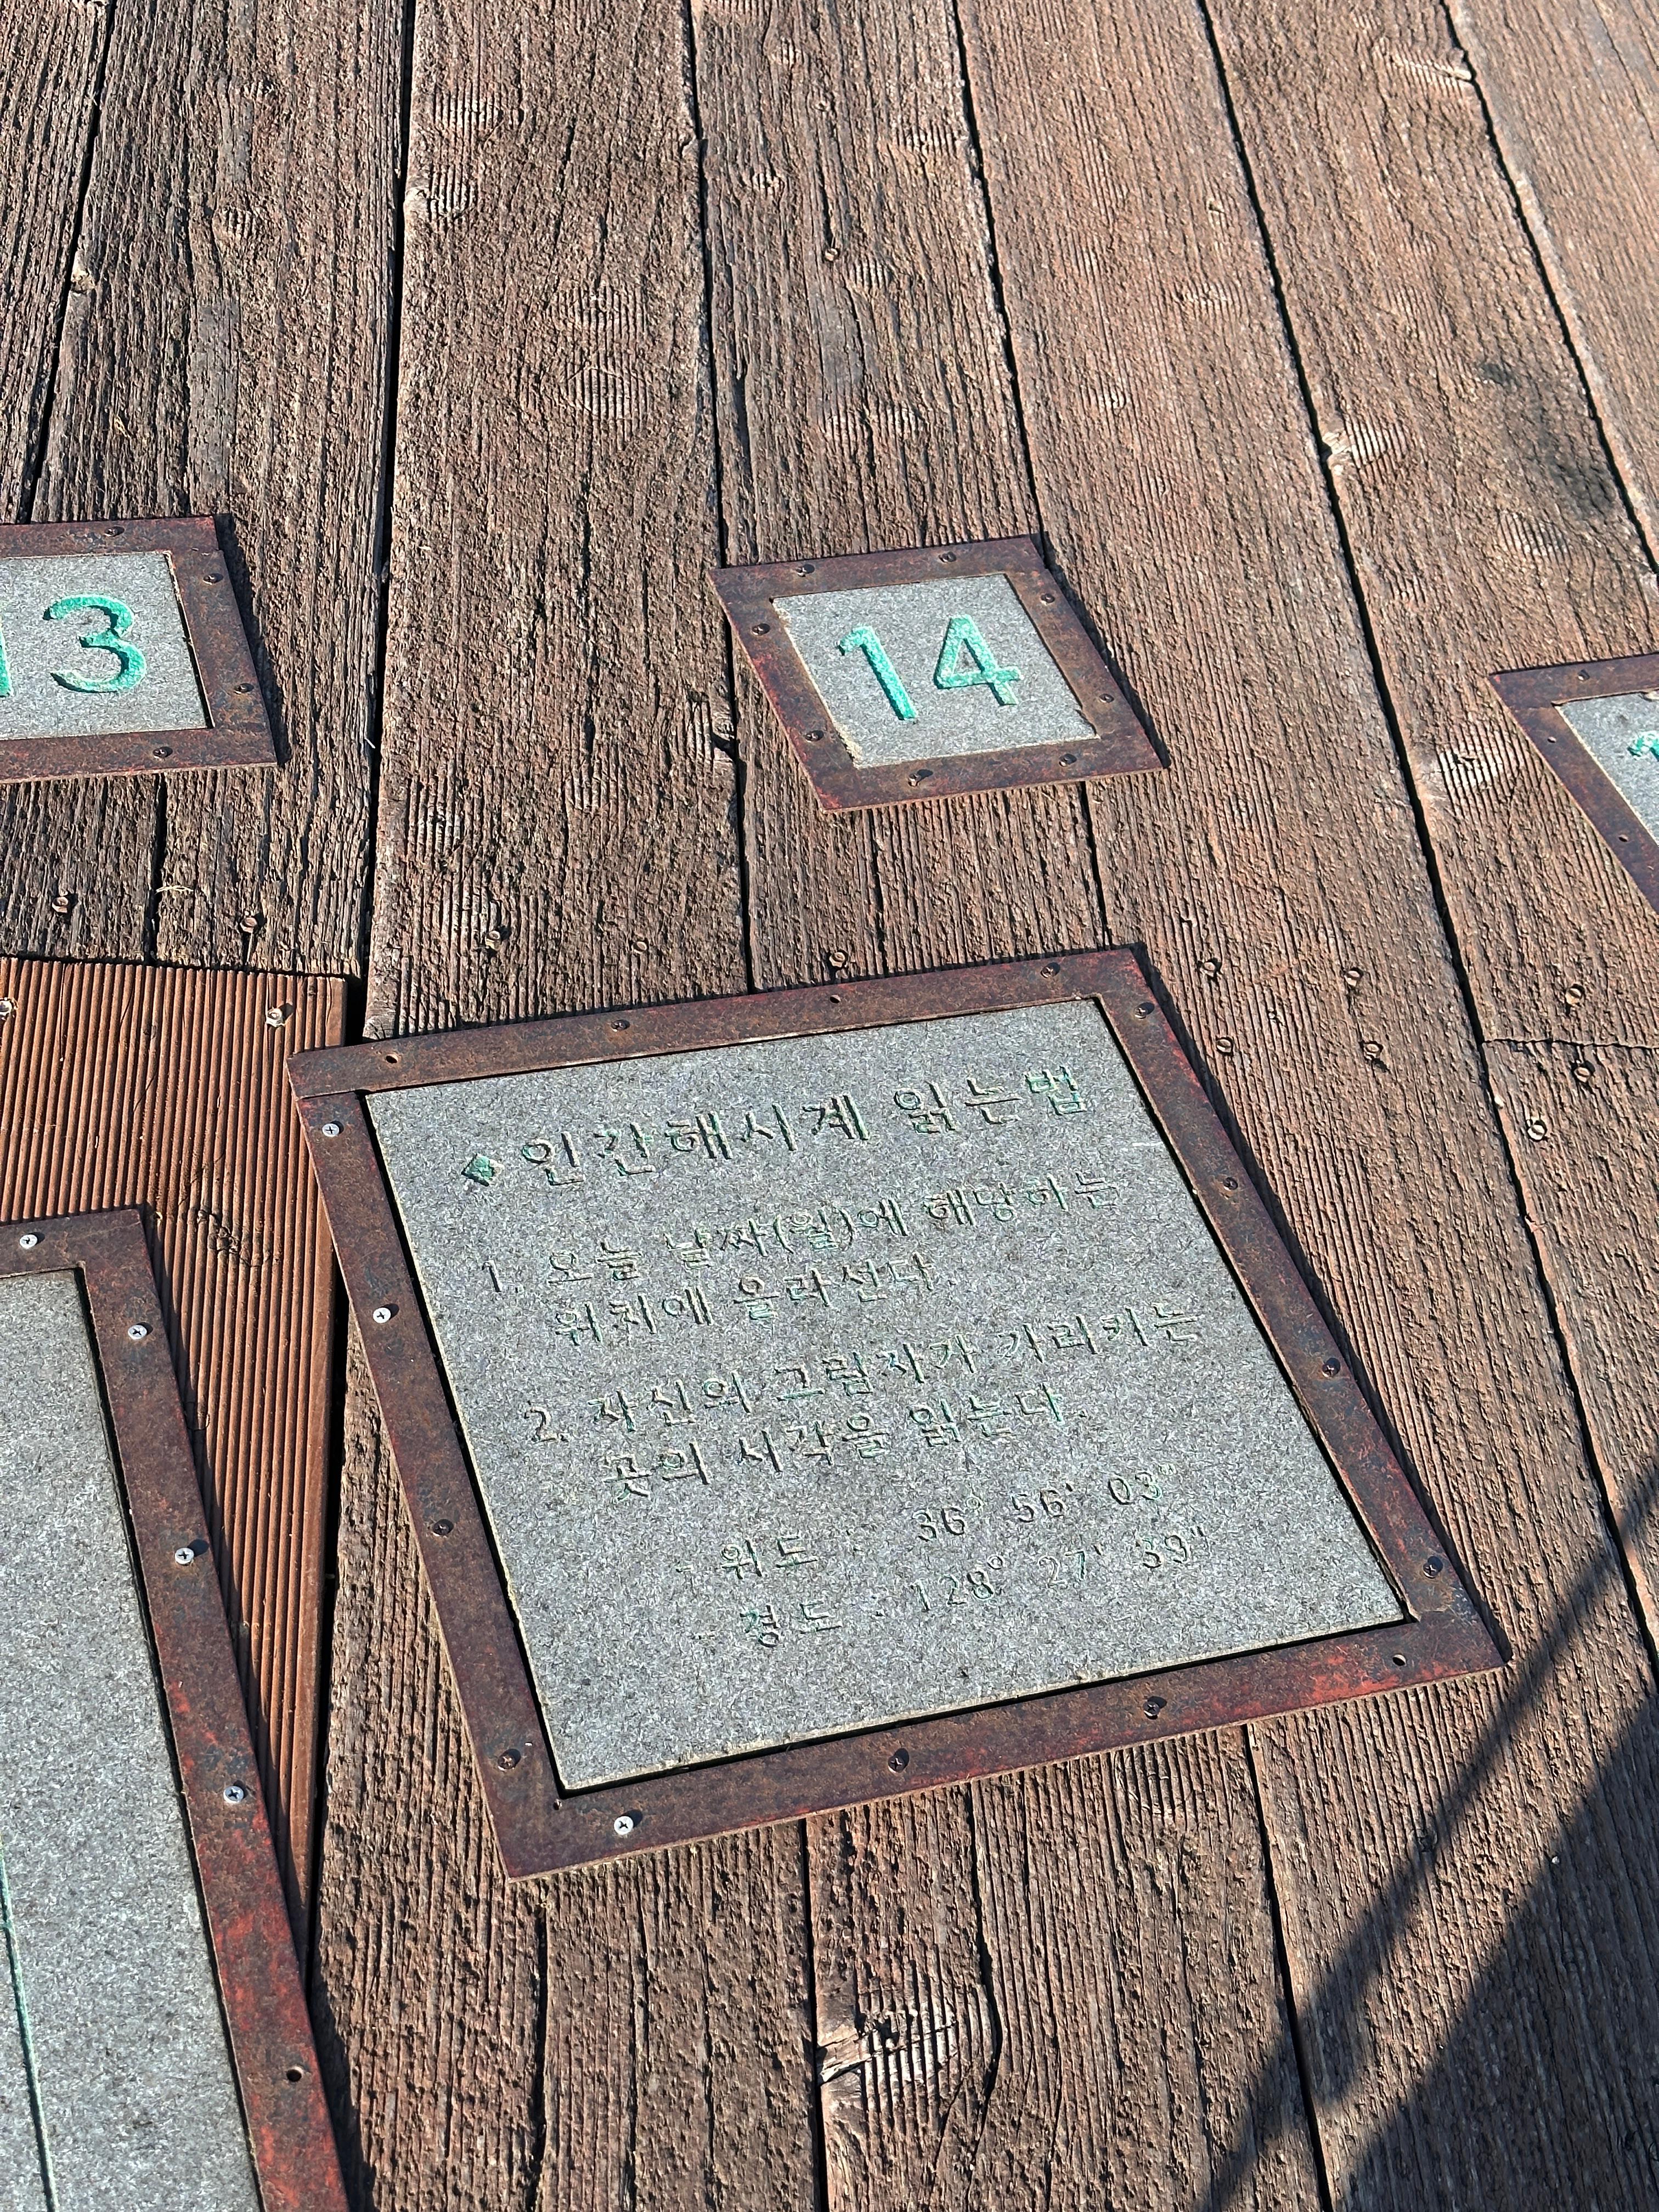 13
14
◆인간해시계 읽는법
1. 오늘 날짜(월)에 해당하는
위치에 올라선다.
2. 자신의 그림자가 가리키는
곳의 시각을 읽는다.
위도 : 36° 56' 03"
경도 : 128° 27' 39"